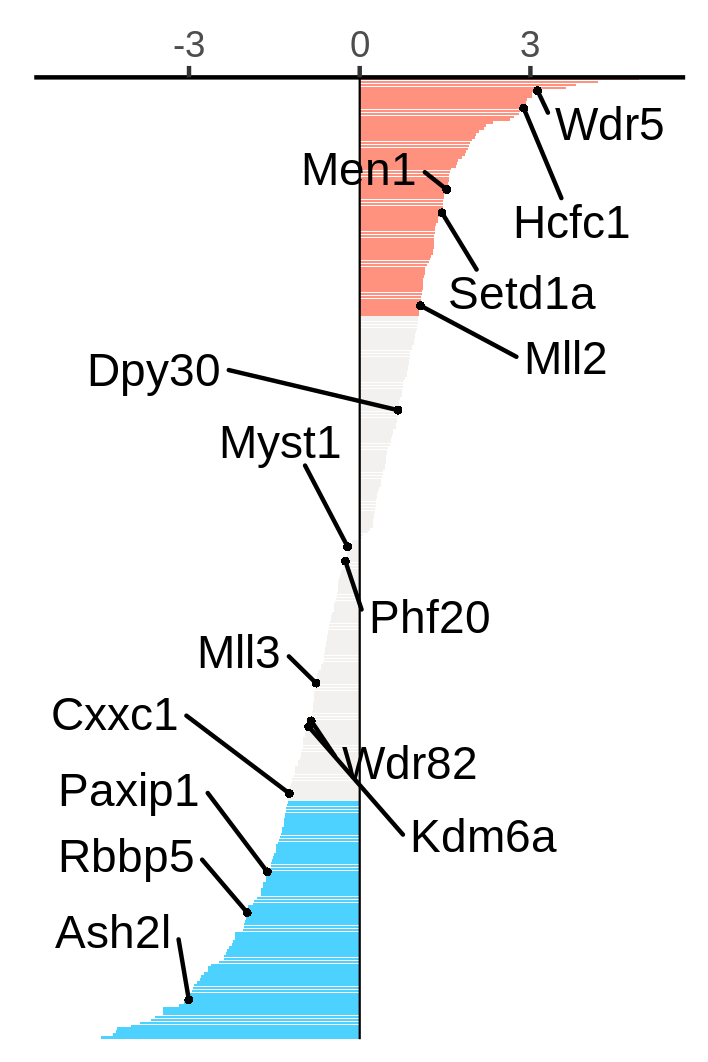 -3 0 3
Wdr5
Men1
Hcfc1
Setd1a
Mll2
Dpy30
Myst1
Phf20
Mll3
Cxxc1
Wdr82
Paxip1
Kdm6a
Rbbp5
Ash2l